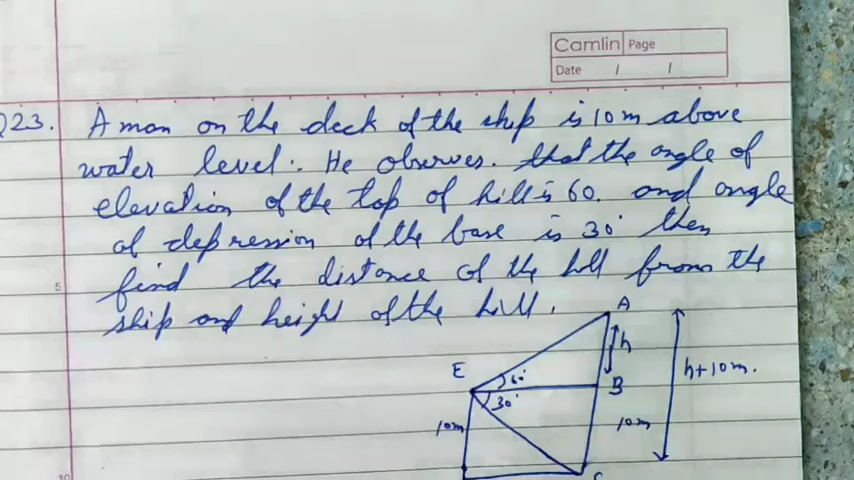 Camlin Page
Date / /
Q23. A man on the deck of the ship is 10m above
water level. He observes. that the angle of
elevation of the top of hill is 60. and angle
of depression of the base is 30° then
find the distance of the hill from the
ship and height of the hill.
A
h
h+10m.
E
60°
B
30°
10m
10m
C
5
10